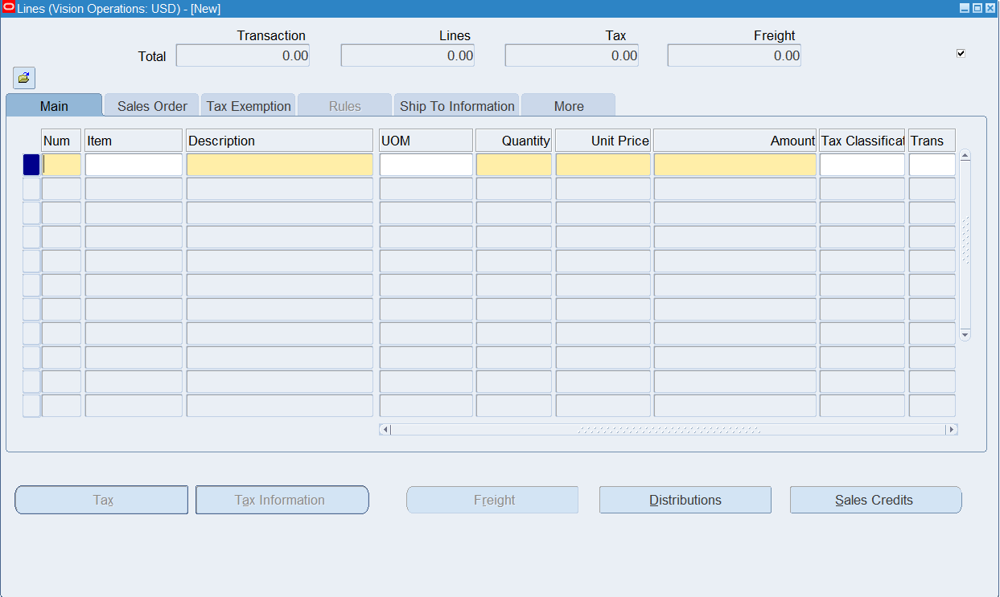 Lines (Vision Operations: USD) - [New]
Transaction Lines Tax Freight
Total 0.00 0.00 0.00 0.00
Main Sales Order Tax Exemption Rules Ship To Information More
Num Item Description UOM Quantity Unit Price Amount Tax Classificat Trans
Tax Tax Information Freight Distributions Sales Credits